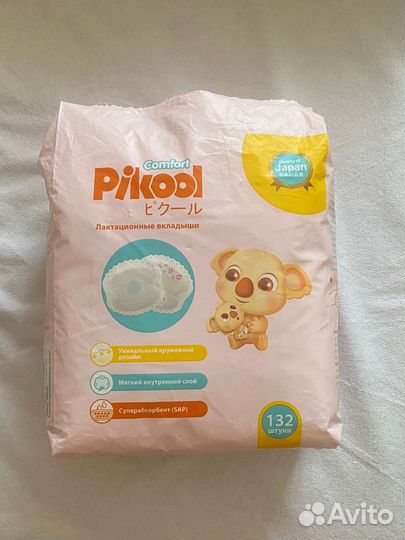 Comfort
Pikool
ピクール
Лактационные вкладыши
Quality of
Japan
Уникальный кружевной
дизайн
Мягкий внутренний слой
Суперабсорбент (SAP)
132
штуки
Avito